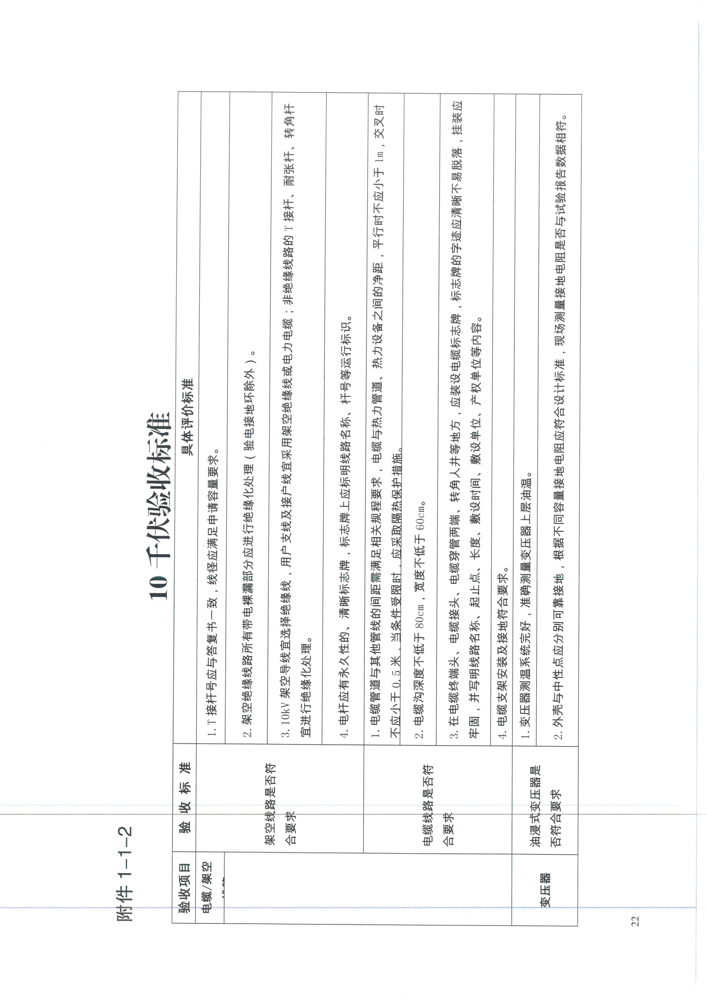 附件 1—1—2
10 千伏验收标准
验收项目
验 收 标 准
具体评价标准
电缆/架空
架空线路是否符
合要求
1.T 接杆号应与答复书一致，线径应满足申请容量要求。
2.架空绝缘线路所有带电裸漏部分应进行绝缘化处理（验电接地环除外）。
3.10kV 架空导线宜选择绝缘线，用户支线及接户线宜采用架空绝缘线或电力电缆；非绝缘线路的 T 接杆、耐张杆、转角杆
宜进行绝缘化处理。
4.电杆应有永久性的、清晰标志牌，标志牌上应标明线路名称、杆号等运行标识。
电缆线路是否符
合要求
1.电缆管道与其他管线的间距需满足相关规程要求，电缆与热力管道、热力设备之间的净距，平行时不应小于 1m，交叉时
不应小于 0.5 米．当条件受限时．应采取隔热保护措施。
2.电缆沟深度不低于 80cm，宽度不低于 60cm。
3.在电缆终端头、电缆接头、电缆穿管两端、转角人井等地方，应装设电缆标志牌，标志牌的字迹应清晰不易脱落，挂装应
牢固，并写明线路名称、起止点、长度、敷设时间、敷设单位、产权单位等内容。
4.电缆支架安装及接地符合要求。
变压器
油浸式变压器是
否符合要求
1.变压器测温系统完好，准确测量变压器上层油温。
2.外壳与中性点应分别可靠接地，根据不同容量接地电阻应符合设计标准，现场测量接地电阻是否与试验报告数据相符。
22